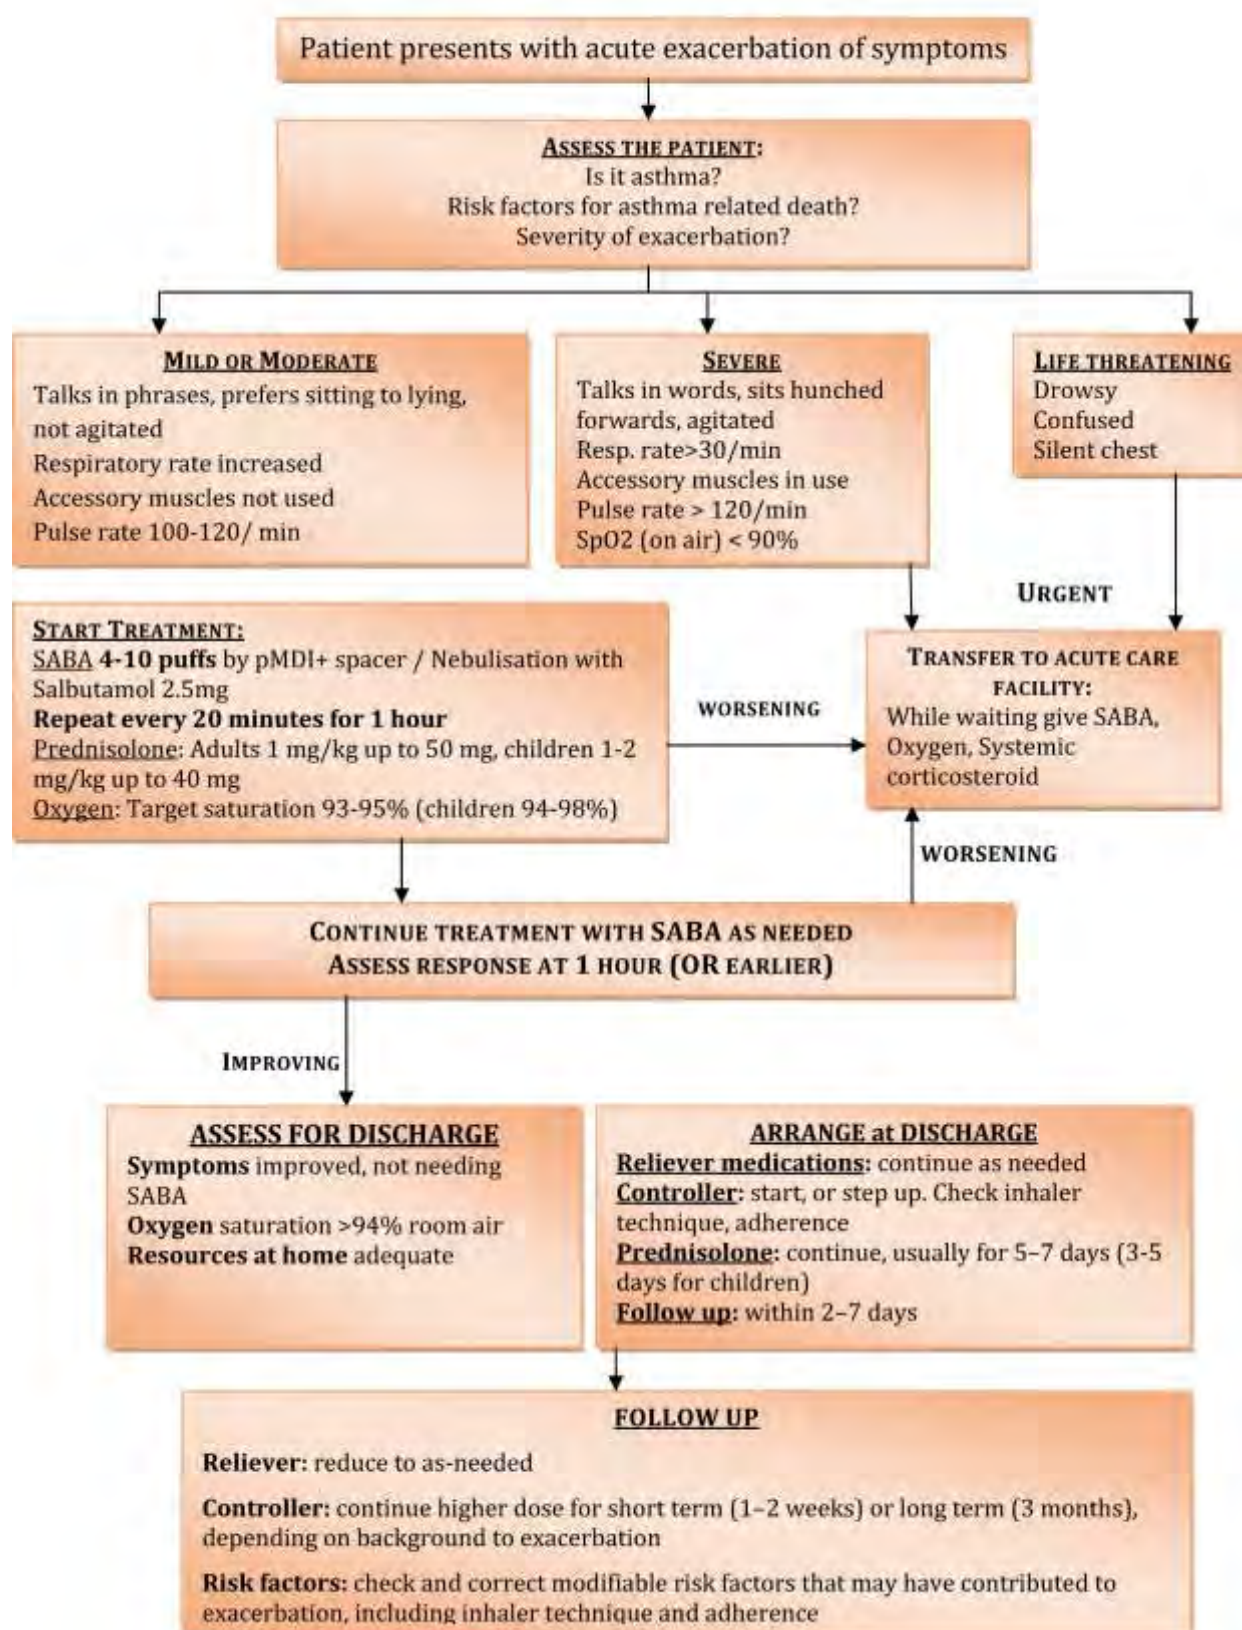 Patient presents with acute exacerbation of symptoms
ASSESS THE PATIENT:
Is it asthma?
Risk factors for asthma related death?
Severity of exacerbation?
MILD OR MODERATE
Talks in phrases, prefers sitting to lying,
not agitated
Respiratory rate increased
Accessory muscles not used
Pulse rate 100-120/ min
SEVERE
Talks in words, sits hunched
forwards, agitated
Resp. rate>30/min
Accessory muscles in use
Pulse rate > 120/min
SpO2 (on air) < 90%
LIFE THREATENING
Drowsy
Confused
Silent chest
URGENT
START TREATMENT:
SABA 4-10 puffs by pMDI+ spacer / Nebulisation with
Salbutamol 2.5mg
Repeat every 20 minutes for 1 hour
Prednisolone: Adults 1 mg/kg up to 50 mg, children 1-2
mg/kg up to 40 mg
Oxygen: Target saturation 93-95% (children 94-98%)
WORSENING
TRANSFER TO ACUTE CARE
FACILITY:
While waiting give SABA,
Oxygen, Systemic
corticosteroid
WORSENING
CONTINUE TREATMENT WITH SABA AS NEEDED
ASSESS RESPONSE AT 1 HOUR (OR EARLIER)
IMPROVING
ASSESS FOR DISCHARGE
Symptoms improved, not needing
SABA
Oxygen saturation >94% room air
Resources at home adequate
ARRANGE at DISCHARGE
Reliever medications: continue as needed
Controller: start, or step up. Check inhaler
technique, adherence
Prednisolone: continue, usually for 5–7 days (3-5
days for children)
Follow up: within 2–7 days
FOLLOW UP
Reliever: reduce to as-needed
Controller: continue higher dose for short term (1–2 weeks) or long term (3 months),
depending on background to exacerbation
Risk factors: check and correct modifiable risk factors that may have contributed to
exacerbation, including inhaler technique and adherence